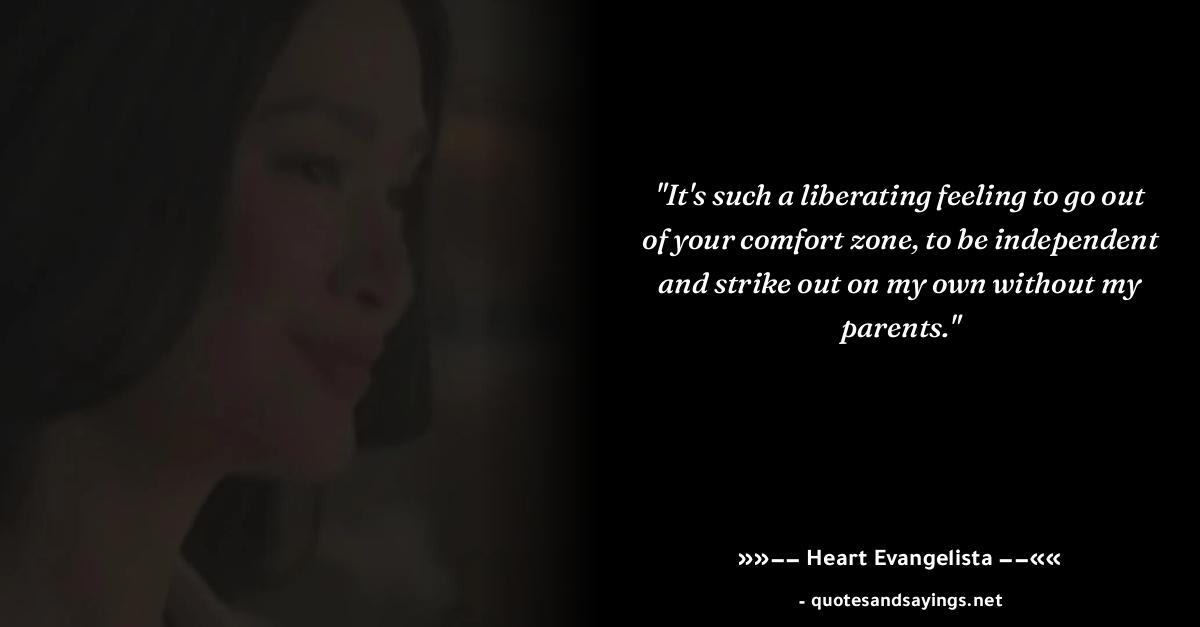 "It's such a liberating feeling to go out
of your comfort zone, to be independent
and strike out on my own without my
parents."
»»−− Heart Evangelista −−««
- quotesandsayings.net